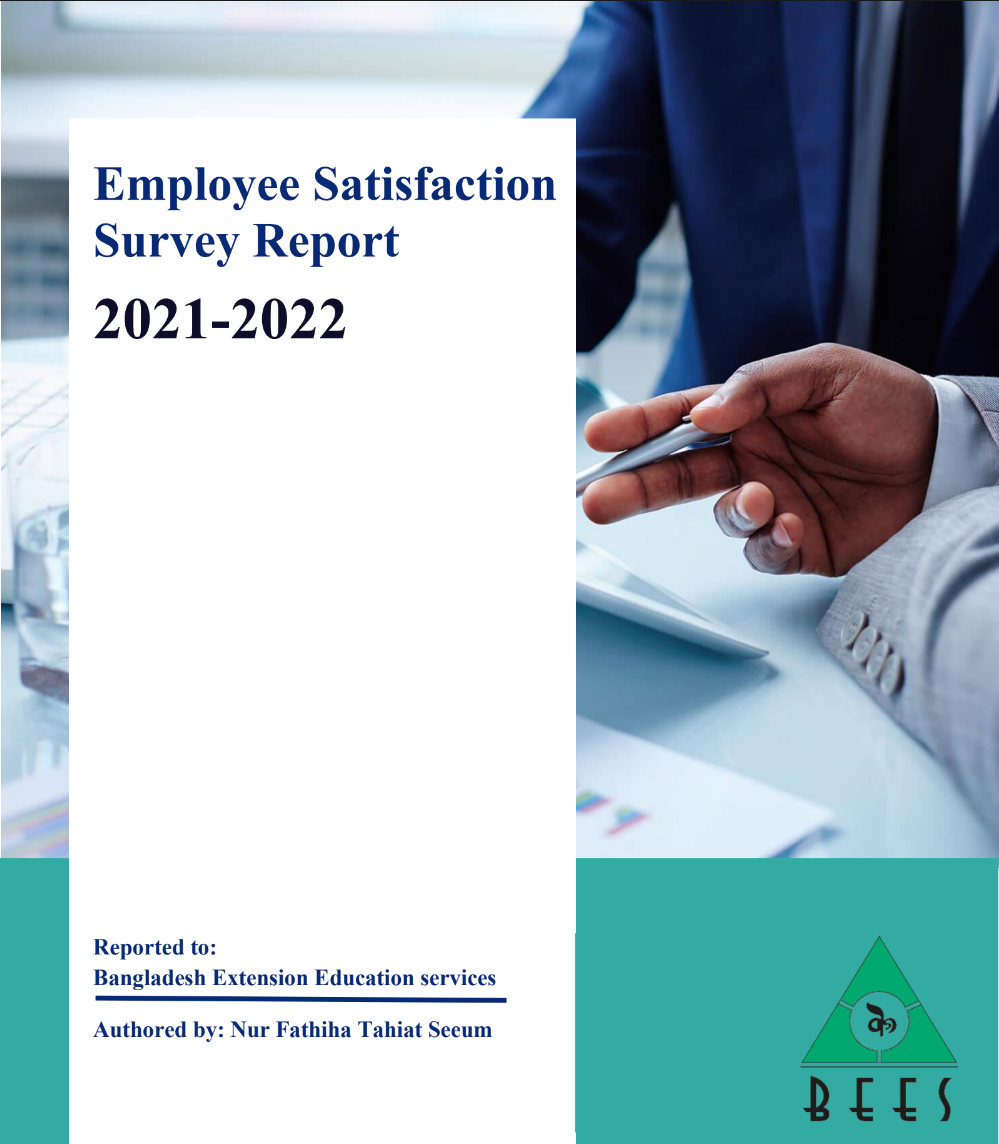 Employee Satisfaction
Survey Report
2021-2022
Reported to:
Bangladesh Extension Education services
Authored by: Nur Fathiha Tahiat Seeum
BEES